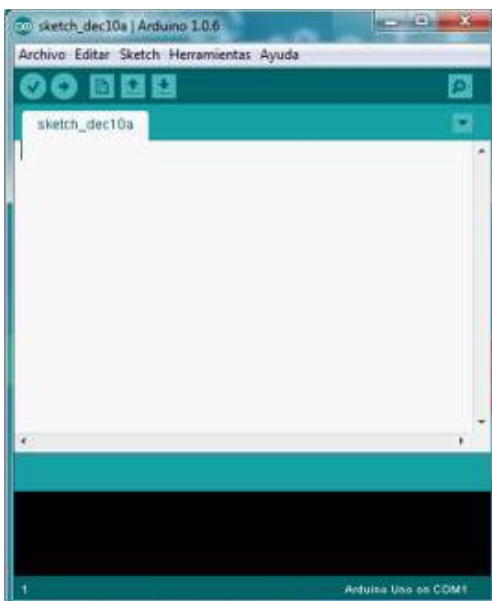 sketch_dec10a | Arduino 1.0.6
Archivo Editar Sketch Herramientas Ayuda
sketch_dec10a
1
Arduino Uno on COM1